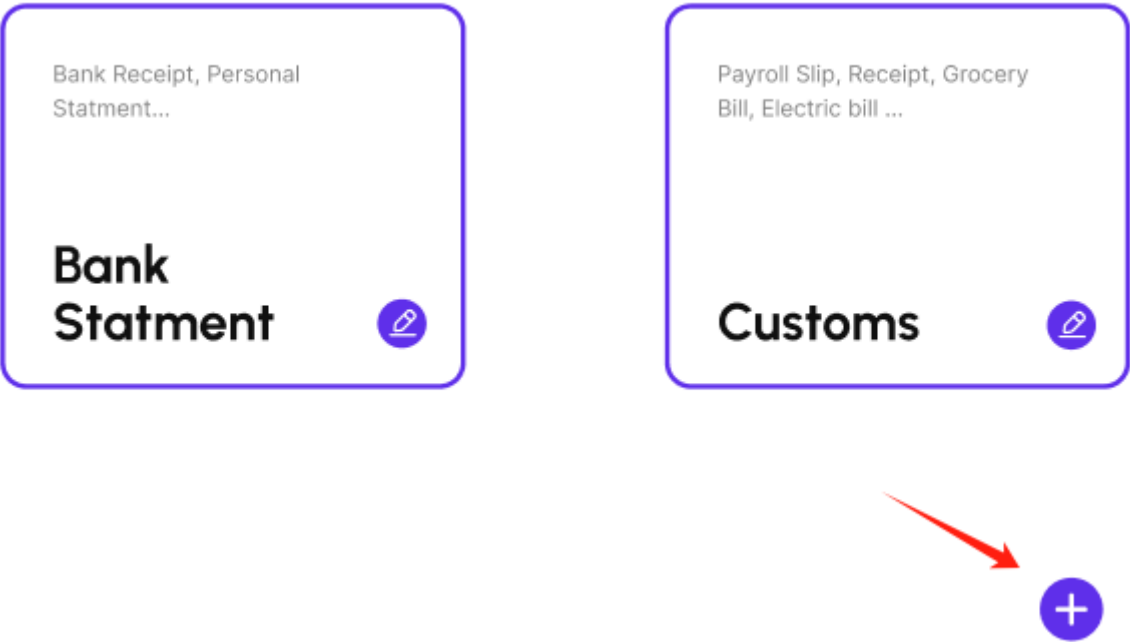 Bank Receipt, Personal
Statment...
Bank
Statment
Payroll Slip, Receipt, Grocery
Bill, Electric bill ...
Customs